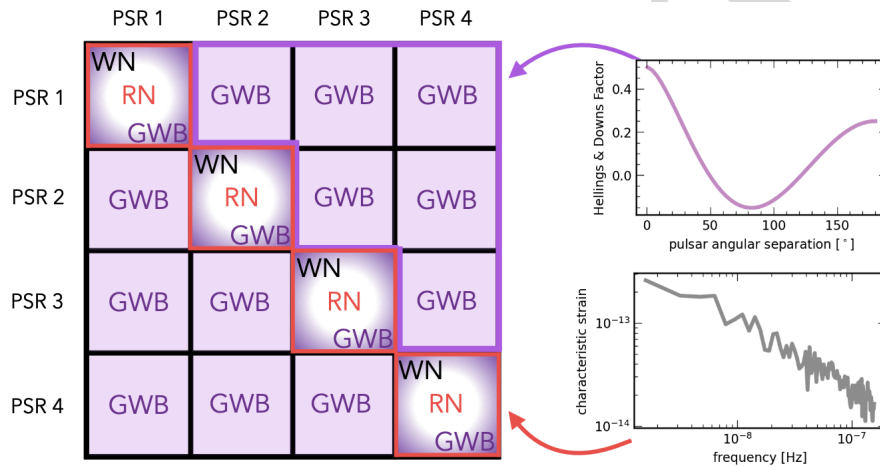 PSR 1 PSR 2 PSR 3 PSR 4
PSR 1 WN RN GWB GWB GWB GWB
PSR 2 GWB WN RN GWB GWB GWB
PSR 3 GWB GWB WN RN GWB GWB
PSR 4 GWB GWB GWB WN RN GWB
Hellings & Downs Factor
0.4
0.2
0.0
0 50 100 150
pulsar angular separation [°]
characteristic strain
10⁻¹³
10⁻¹⁴
10⁻⁸ 10⁻⁷
frequency [Hz]